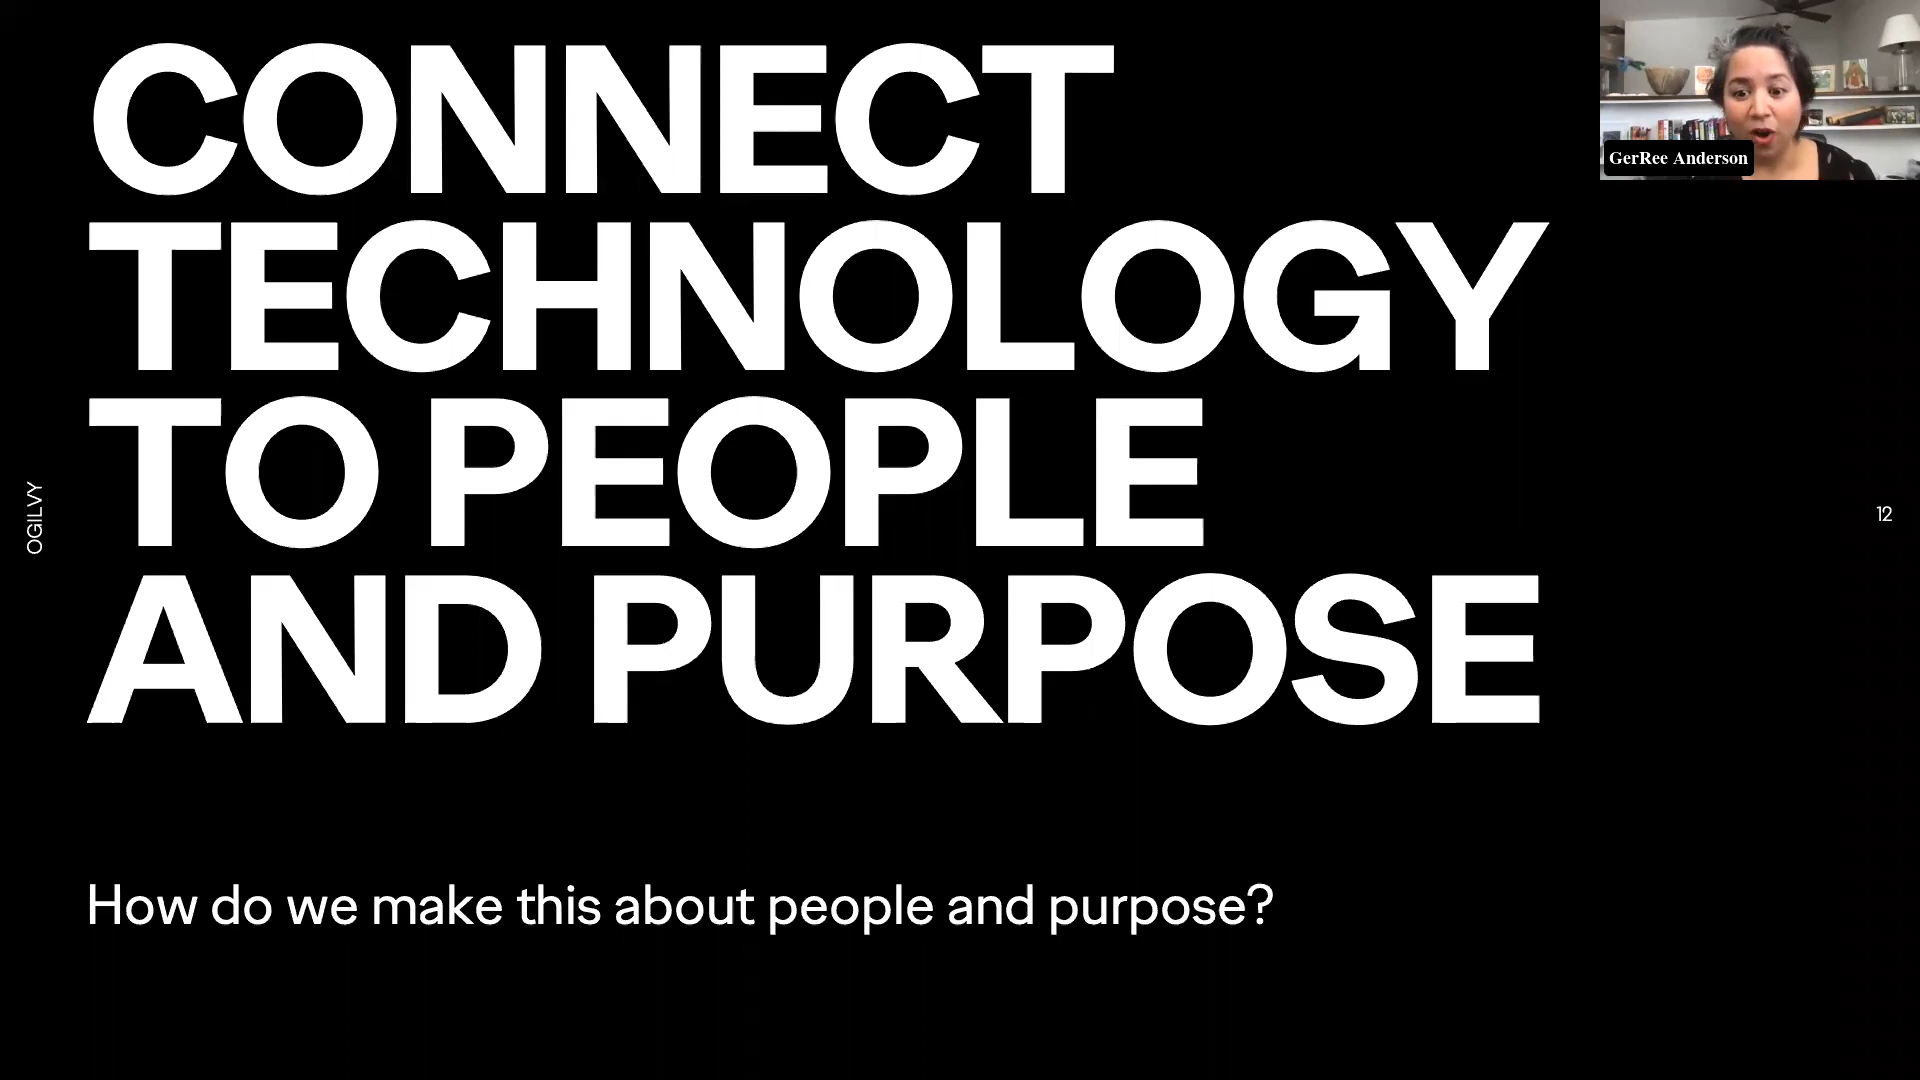 CONNECT
TECHNOLOGY
TO PEOPLE
AND PURPOSE
How do we make this about people and purpose?
OGILVY
12
GerRee Anderson